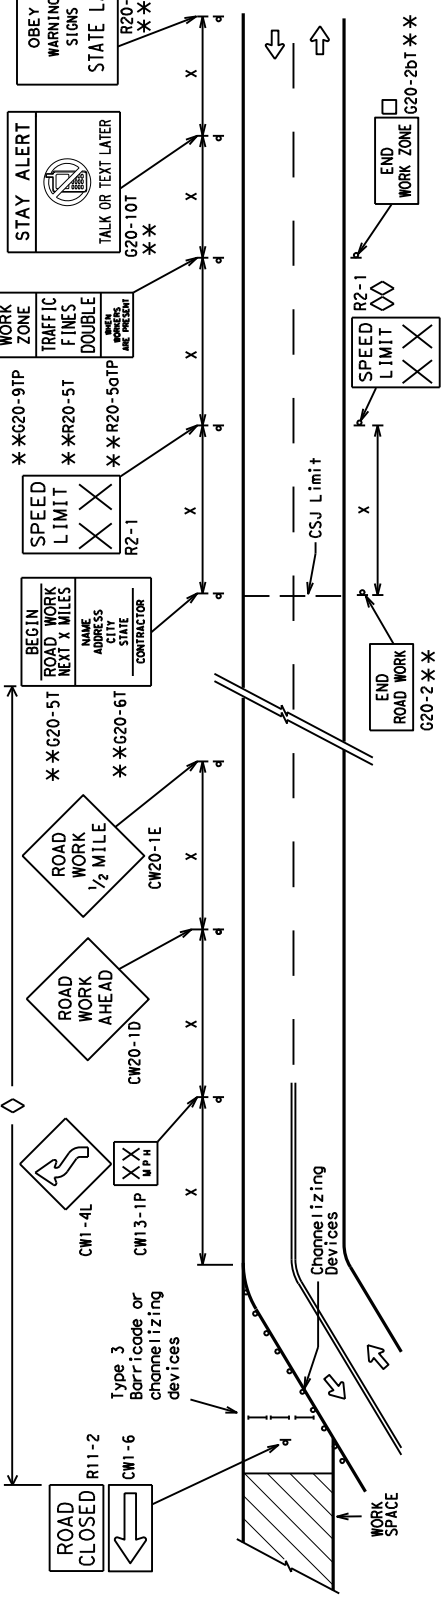 OBEY
WARNING
SIGNS
STATE L
R20-
* *
STAY ALERT
TALK OR TEXT LATER
G20-10T
* *
WORK
ZONE
TRAFFIC
FINES
DOUBLE
WHEN
WORKERS
ARE PRESENT
* *G20-9TP
* *R20-5T
* *R20-5aTP
SPEED
LIMIT
XX
R2-1
BEGIN
ROAD WORK
NEXT X MILES
NAME
ADDRESS
CITY
STATE
CONTRACTOR
* *G20-5T
* *G20-6T
ROAD
WORK
1/2 MILE
CW20-1E
ROAD
WORK
AHEAD
CW20-1D
CW1-4L
XX
MPH
CW13-1P
Type 3
Barricade or
channelizing
devices
ROAD
CLOSED
R11-2
CW1-6
X
X
X
X
X
X
X
CSJ Limit
Channelizing
Devices
WORK
SPACE
END
ROAD WORK
G20-2 * *
X
SPEED
LIMIT
XX
R2-1
END
WORK ZONE
G20-2bT * *